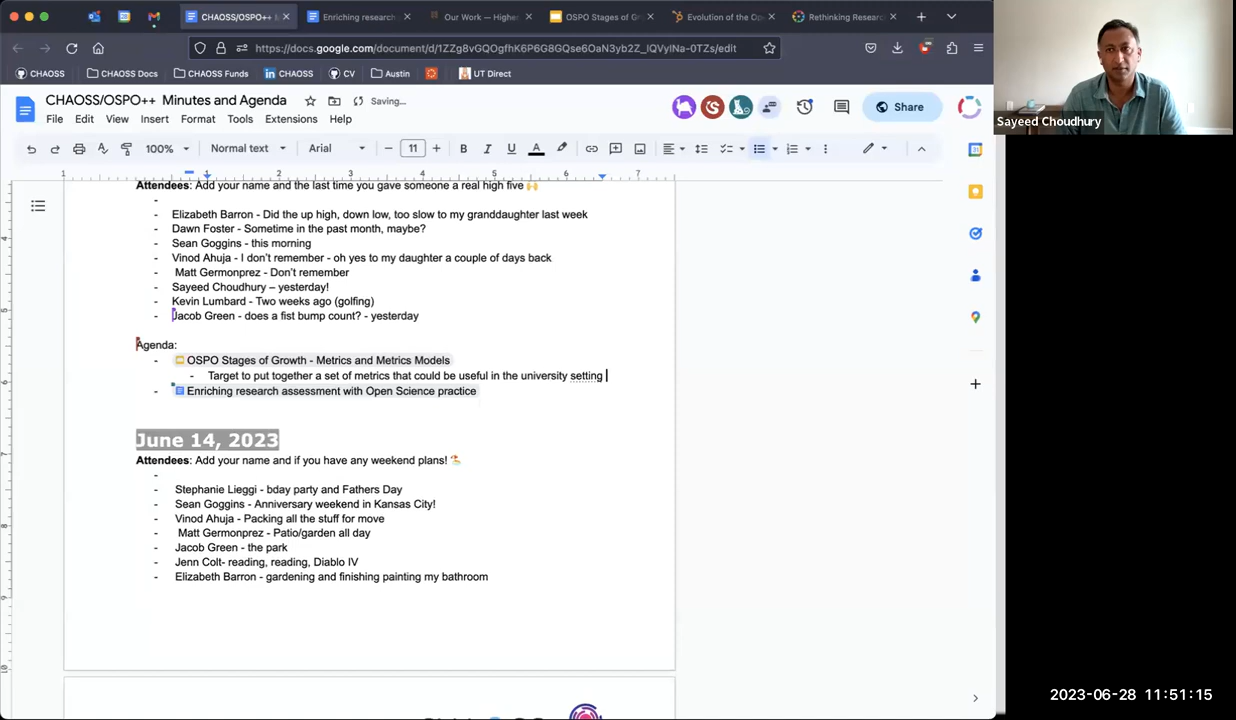 CHAOSS/OSPO++ M
Enriching research
Our Work — Higher
OSPO Stages of Gr
Evolution of the Ope
Rethinking Researc
https://docs.google.com/document/d/1ZZg8vGQOgfhK6P6G8GQse6OaN3yb2Z_lQVylNa-0TZs/edit
CHAOSS
CHAOSS Docs
CHAOSS Funds
CHAOSS
CV
Austin
UT Direct
CHAOSS/OSPO++ Minutes and Agenda
Saving...
File Edit View Insert Format Tools Extensions Help
Share
100% Normal text Arial 11
1 1 2 3 4 5 6 7
Attendees: Add your name and the last time you gave someone a real high five 🙌
-
- Elizabeth Barron - Did the up high, down low, too slow to my granddaughter last week
- Dawn Foster - Sometime in the past month, maybe?
- Sean Goggins - this morning
- Vinod Ahuja - I don't remember - oh yes to my daughter a couple of days back
- Matt Germonprez - Don't remember
- Sayeed Choudhury – yesterday!
- Kevin Lumbard - Two weeks ago (golfing)
- Jacob Green - does a fist bump count? - yesterday
Agenda:
- OSPO Stages of Growth - Metrics and Metrics Models
- Target to put together a set of metrics that could be useful in the university setting
- Enriching research assessment with Open Science practice
June 14, 2023
Attendees: Add your name and if you have any weekend plans! 🏖️
-
- Stephanie Lieggi - bday party and Fathers Day
- Sean Goggins - Anniversary weekend in Kansas City!
- Vinod Ahuja - Packing all the stuff for move
- Matt Germonprez - Patio/garden all day
- Jacob Green - the park
- Jenn Colt- reading, reading, Diablo IV
- Elizabeth Barron - gardening and finishing painting my bathroom
Sayeed Choudhury
2023-06-28 11:51:15